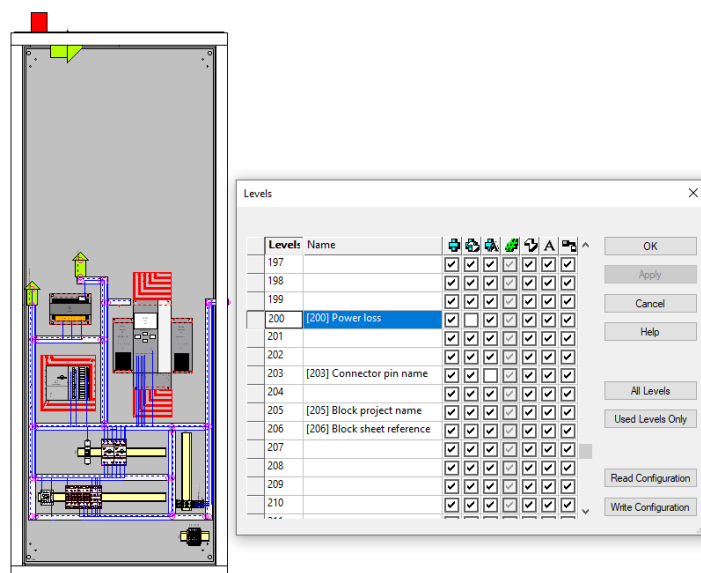 Levels
Levels Name A
OK
197
198
Apply
199
Cancel
200 [200] Power loss
201
Help
202
203 [203] Connector pin name
204
All Levels
205 [205] Block project name
206 [206] Block sheet reference
Used Levels Only
207
208
209
Read Configuration
210
Write Configuration